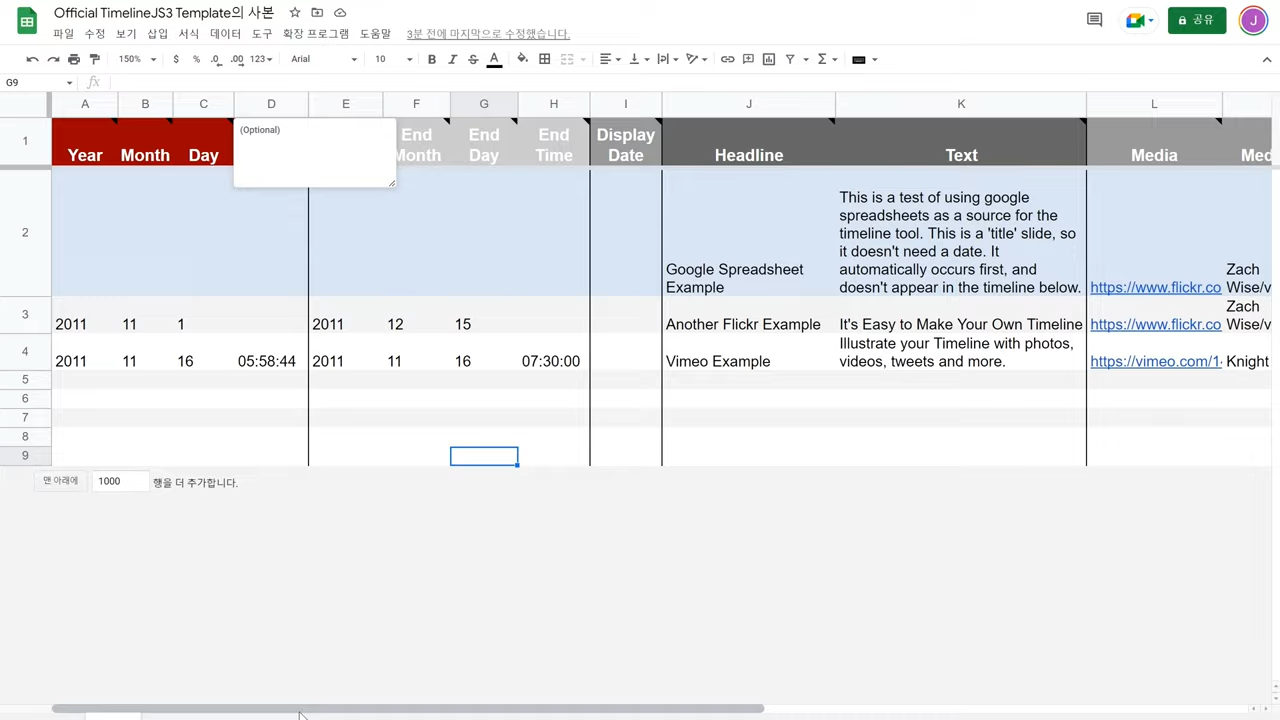 Official TimelineJS3 Template의 사본
파일 수정 보기 삽입 서식 데이터 도구 확장 프로그램 도움말 3분 전에 마지막으로 수정했습니다.
공유
J
150% $ % .0 .00 123 Arial 10 B I A
G9 fx
A B C D E F G H I J K L
1 Year Month Day (Optional) End Month End Day End Time Display Date Headline Text Media Med
2 Google Spreadsheet Example
This is a test of using google
spreadsheets as a source for the
timeline tool. This is a 'title' slide, so
it doesn't need a date. It
automatically occurs first, and
doesn't appear in the timeline below.
https://www.flickr.co Zach Wise/v
3 2011 11 1 2011 12 15 Another Flickr Example It's Easy to Make Your Own Timeline https://www.flickr.co Zach Wise/v
4 2011 11 16 05:58:44 2011 11 16 07:30:00 Vimeo Example
Illustrate your Timeline with photos,
videos, tweets and more.
https://vimeo.com/1 Knight
5
6
7
8
9
맨 아래에 1000 행을 더 추가합니다.